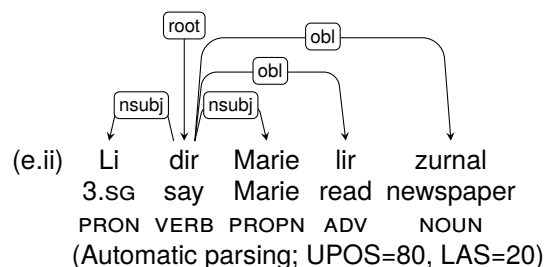 root
obl
obl
nsubj nsubj
(e.ii) Li dir Marie lir zurnal
3.SG say Marie read newspaper
PRON VERB PROPN ADV NOUN
(Automatic parsing; UPOS=80, LAS=20)